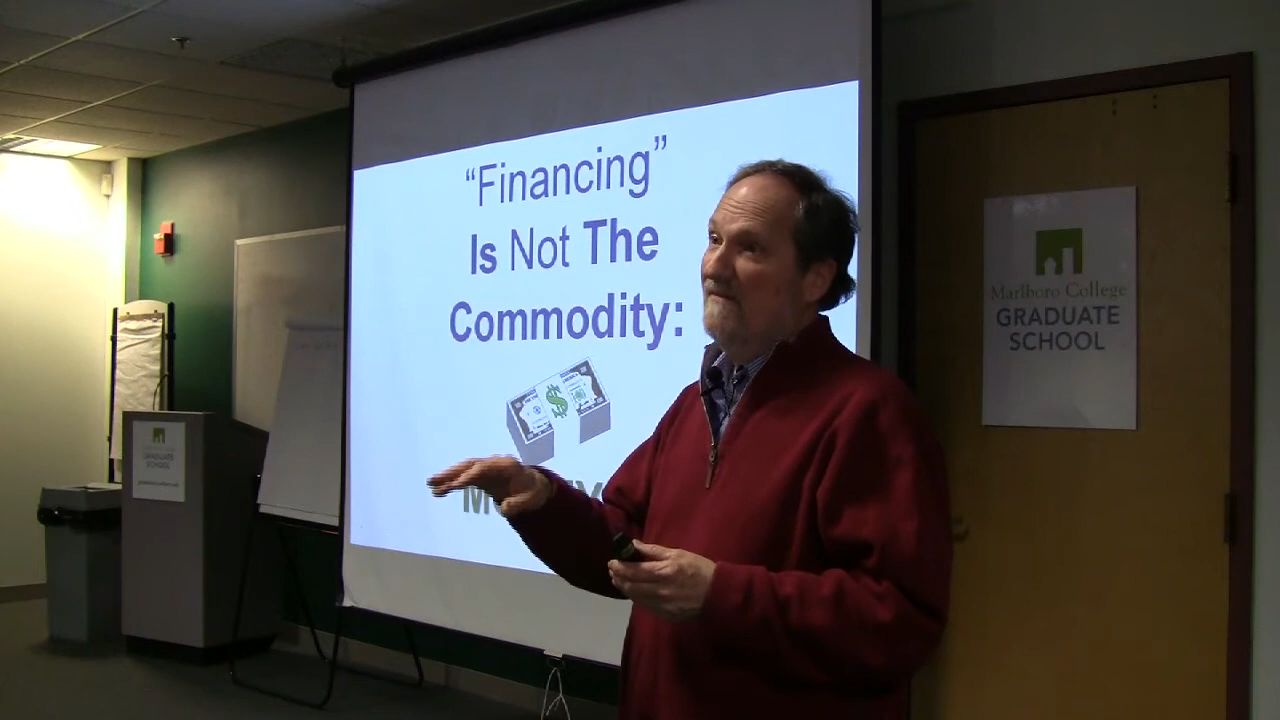 “Financing”
Is Not The
Commodity:
Marlboro College
GRADUATE
SCHOOL